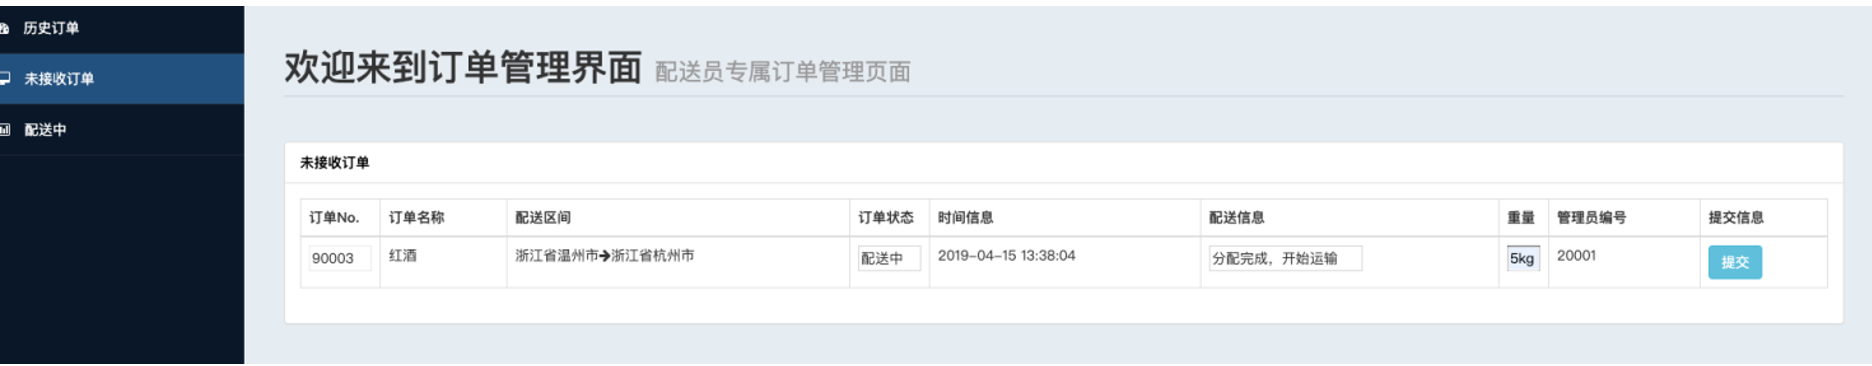 历史订单
未接收订单
配送中
欢迎来到订单管理界面 配送员专属订单管理页面
未接收订单
订单No. 订单名称 配送区间 订单状态 时间信息 配送信息 重量 管理员编号 提交信息
90003 红酒 浙江省温州市→浙江省杭州市 配送中 2019-04-15 13:38:04 分配完成，开始运输 5kg 20001 提交